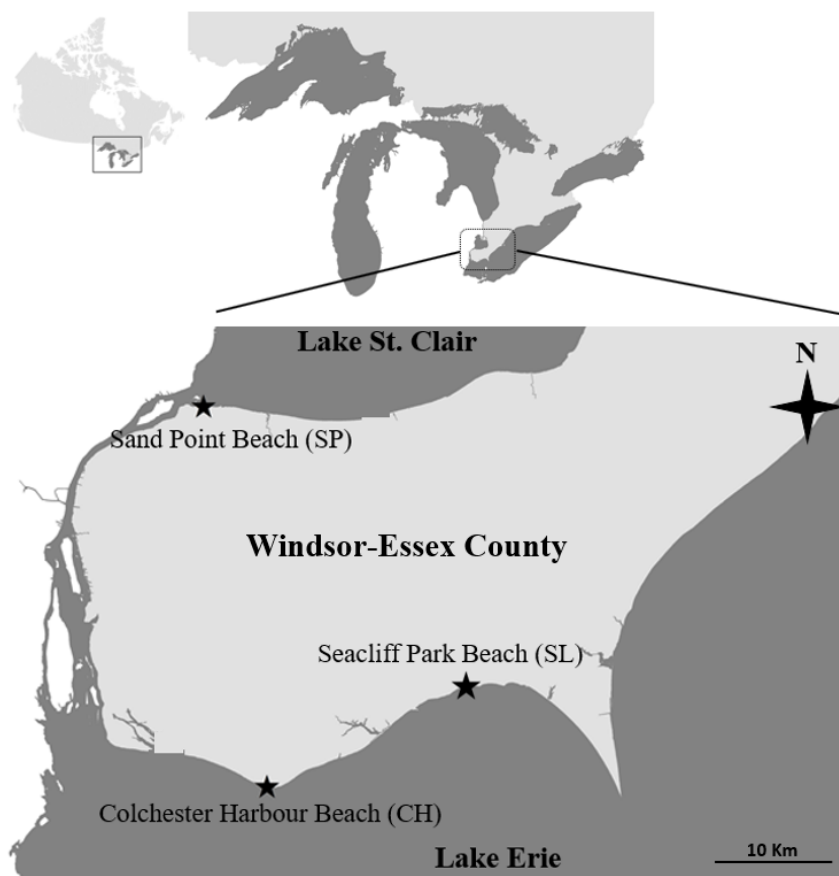 Lake St. Clair
N
Sand Point Beach (SP)
Windsor-Essex County
Seacliff Park Beach (SL)
Colchester Harbour Beach (CH)
Lake Erie
10 Km